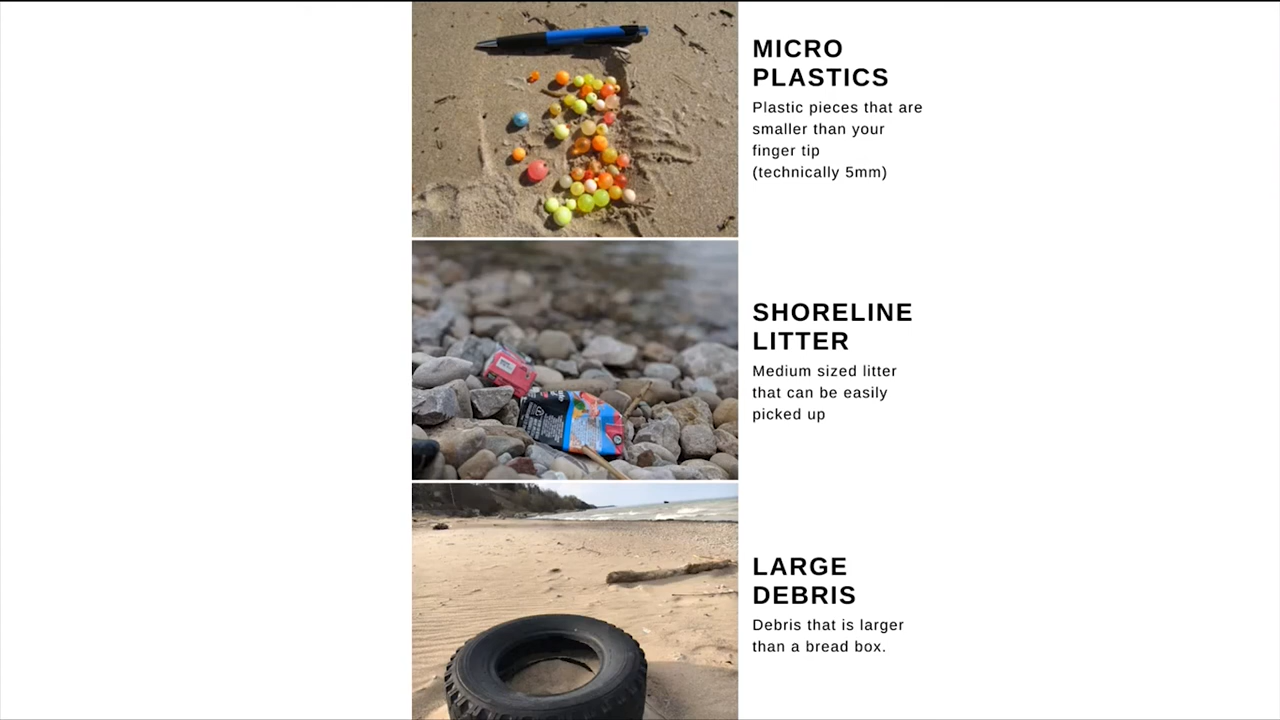 MICRO
PLASTICS
Plastic pieces that are
smaller than your
finger tip
(technically 5mm)
SHORELINE
LITTER
Medium sized litter
that can be easily
picked up
LARGE
DEBRIS
Debris that is larger
than a bread box.